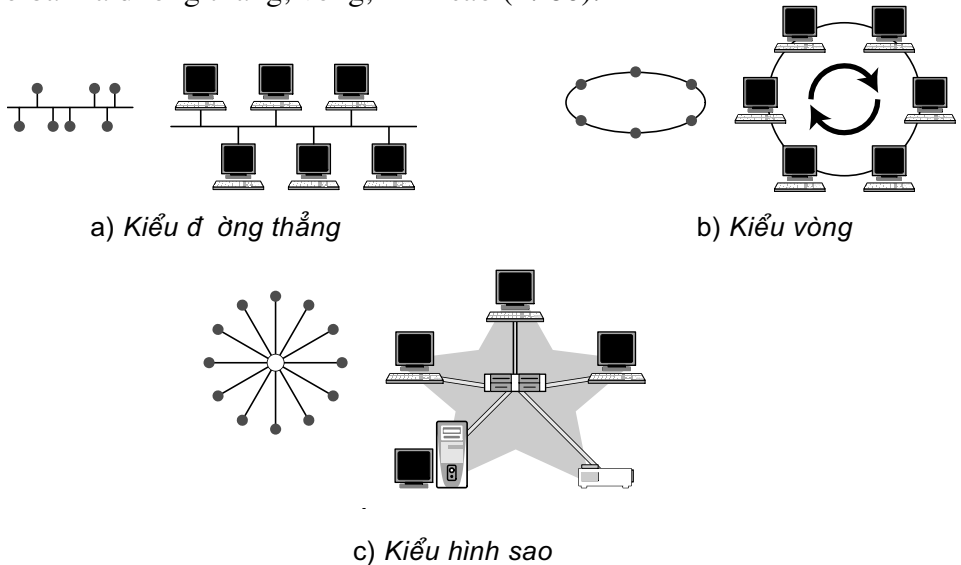 a) Kiểu đ ờng thẳng
b) Kiểu vòng
c) Kiểu hình sao